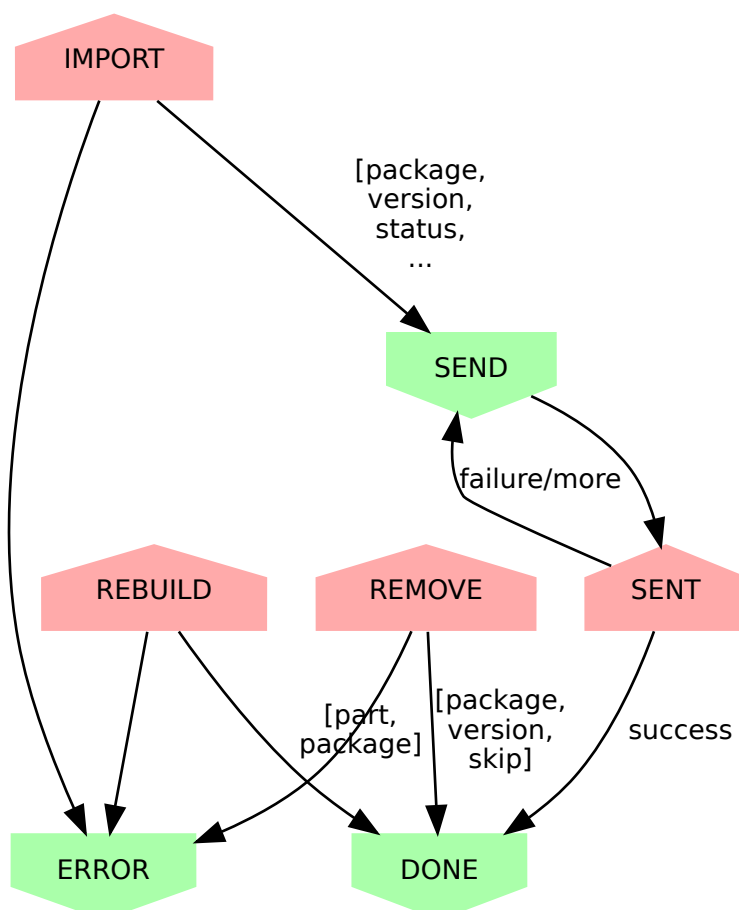 IMPORT
[package,
version,
status,
...
SEND
failure/more
REBUILD
REMOVE
SENT
[part,
package]
[package,
version,
skip]
success
ERROR
DONE